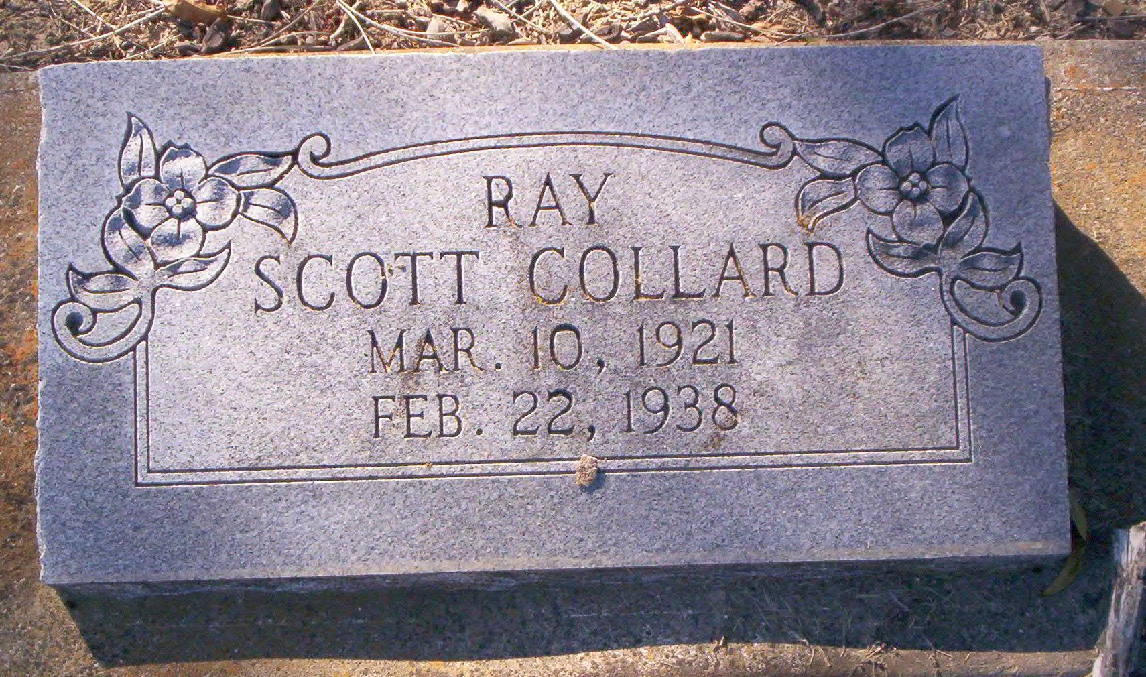 RAY
SCOTT COLLARD
MAR. 10, 1921
FEB. 22, 1938